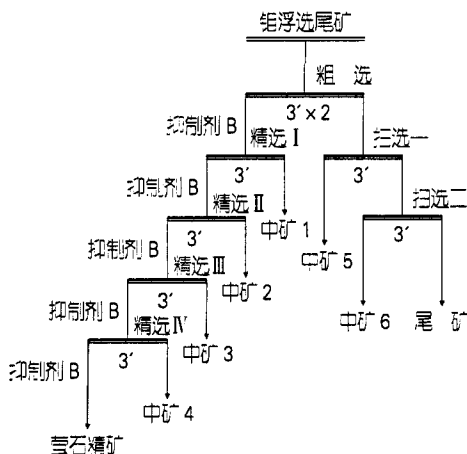 钜浮选尾矿
粗 选
3′×2
抑制剂 B
精选 Ⅰ
扫选一
3′
3′
抑制剂 B
精选 Ⅱ
扫选二
3′
中矿 1
3′
抑制剂 B
精选 Ⅲ
中矿 5
3′
中矿 2
抑制剂 B
精选 Ⅳ
中矿 6
尾 矿
3′
中矿 3
抑制剂 B
中矿 4
萤石精矿